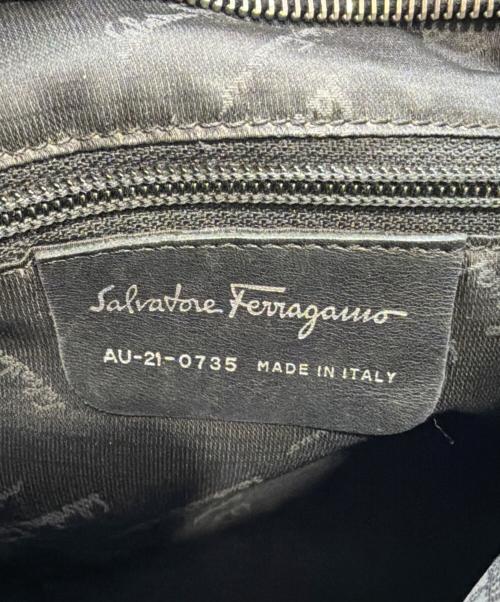 Salvatore Ferragamo
AU-21-0735 MADE IN ITALY